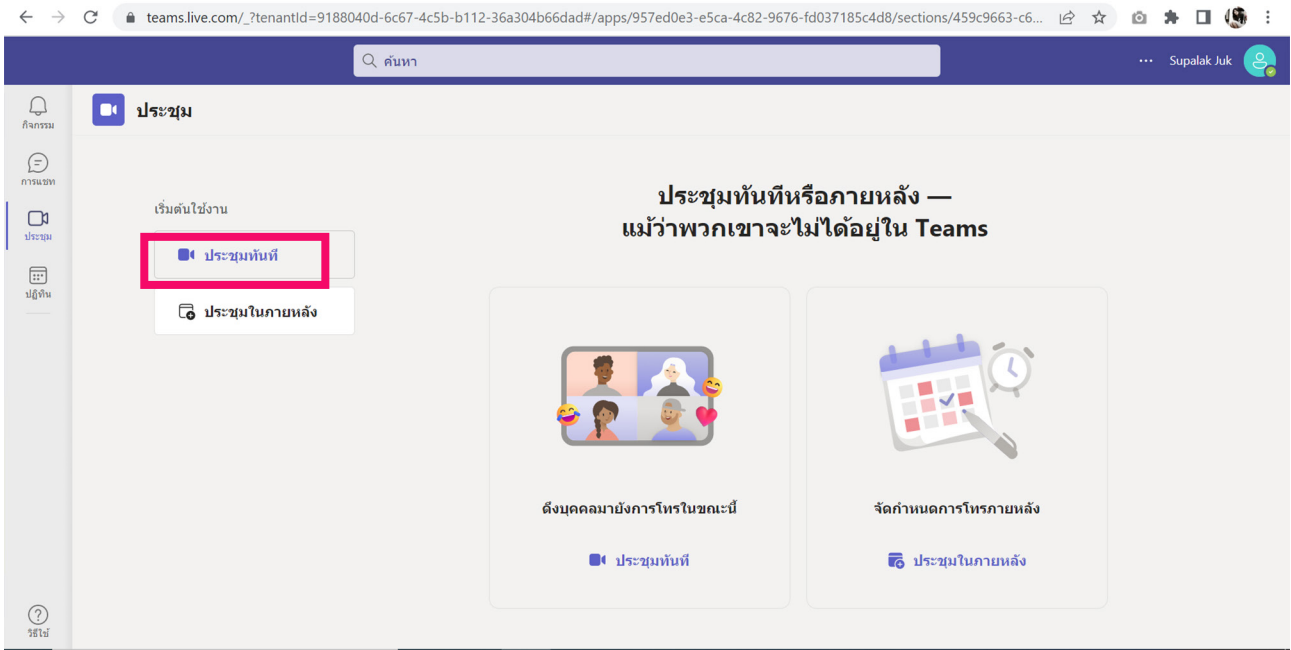 teams.live.com/_?tenantId=9188040d-6c67-4c5b-b112-36a304b66dad#/apps/957ed0e3-e5ca-4c82-9676-fd037185c4d8/sections/459c9663-c6...
ค้นหา
... Supalak Juk
กิจกรรม
ประชุม
การแชท
ประชุม
ปฏิทิน
วิธีใช้
เริ่มต้นใช้งาน
ประชุมทันที
ประชุมในภายหลัง
ประชุมทันทีหรือภายหลัง —
แม้ว่าพวกเขาจะไม่ได้อยู่ใน Teams
ดึงบุคคลมายังการโทรในขณะนี้
ประชุมทันที
จัดกำหนดการโทรภายหลัง
ประชุมในภายหลัง